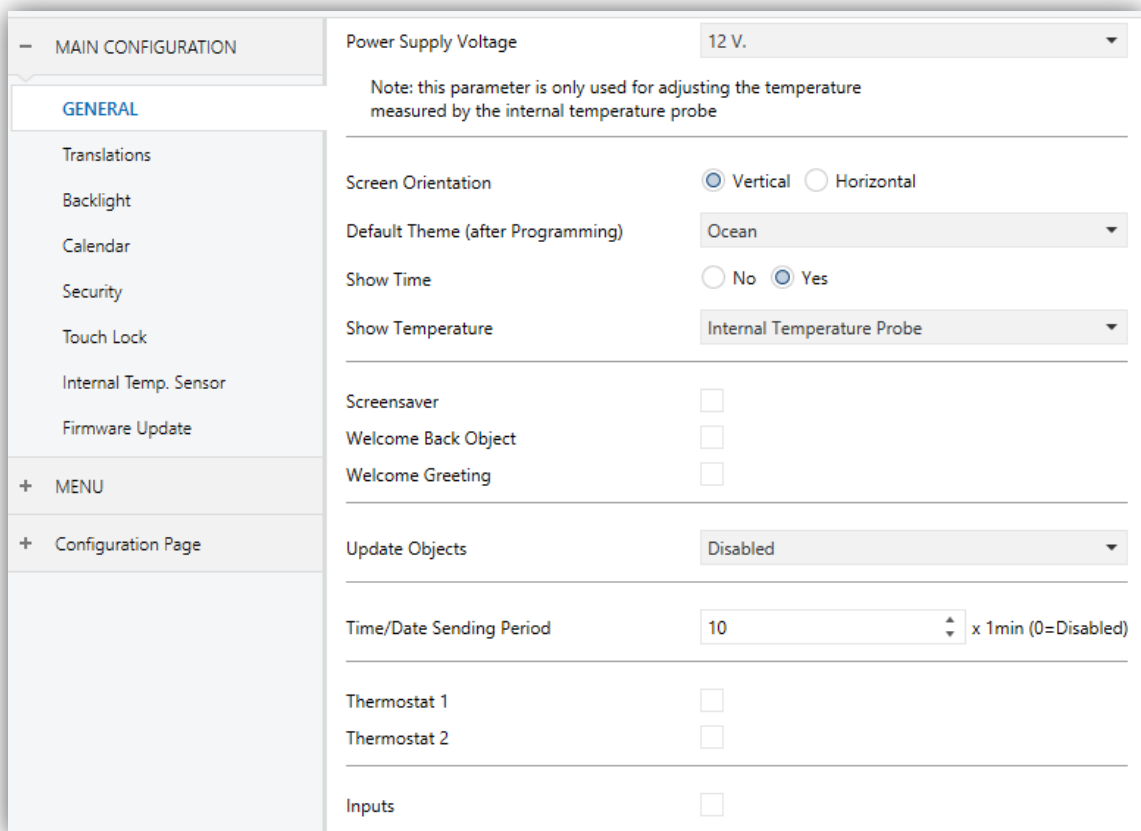 MAIN CONFIGURATION
GENERAL
Translations
Backlight
Calendar
Security
Touch Lock
Internal Temp. Sensor
Firmware Update
MENU
Configuration Page
Power Supply Voltage 12 V.
Note: this parameter is only used for adjusting the temperature
measured by the internal temperature probe
Screen Orientation Vertical Horizontal
Default Theme (after Programming) Ocean
Show Time No Yes
Show Temperature Internal Temperature Probe
Screensaver
Welcome Back Object
Welcome Greeting
Update Objects Disabled
Time/Date Sending Period 10 x 1min (0=Disabled)
Thermostat 1
Thermostat 2
Inputs